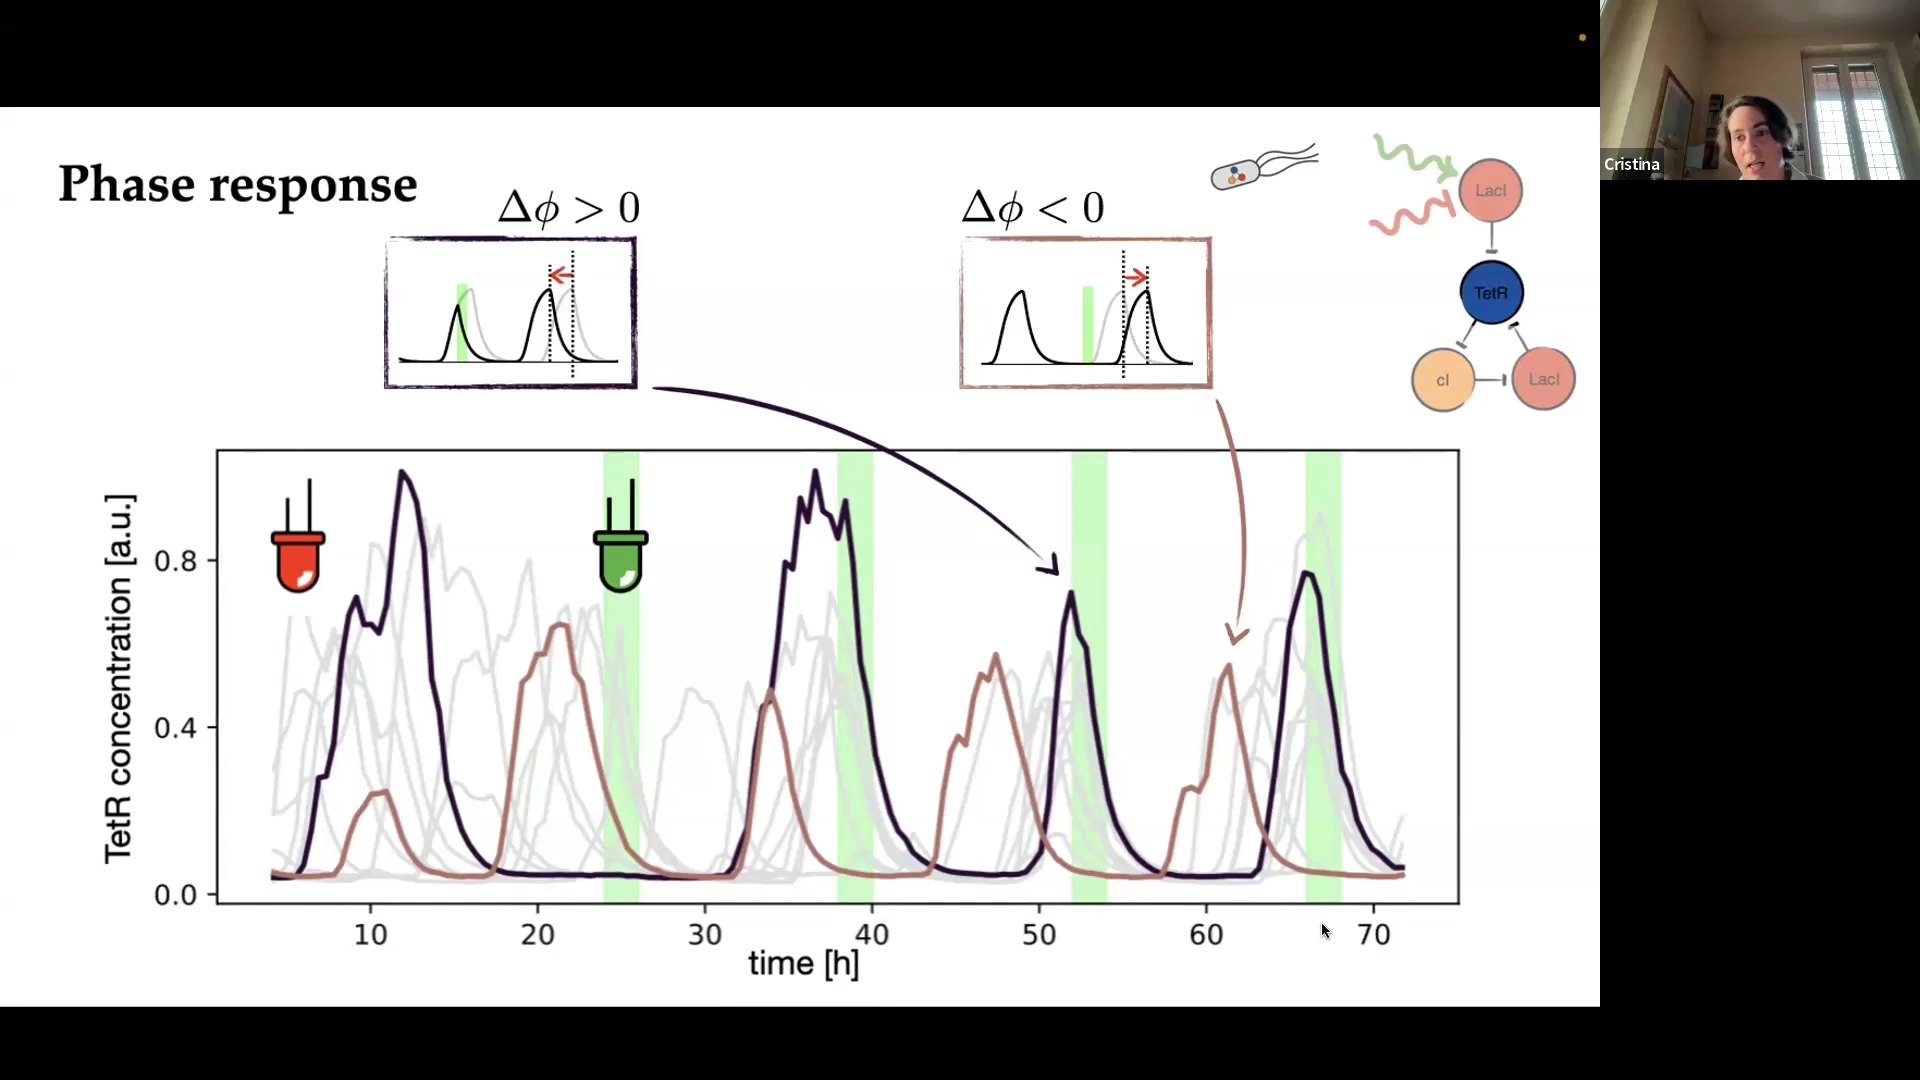 Phase response
Δϕ > 0
Δϕ < 0
LacI
TetR
cI
LacI
Cristina
TetR concentration [a.u.]
0.8
0.4
0.0
10 20 30 40 50 60 70
time [h]